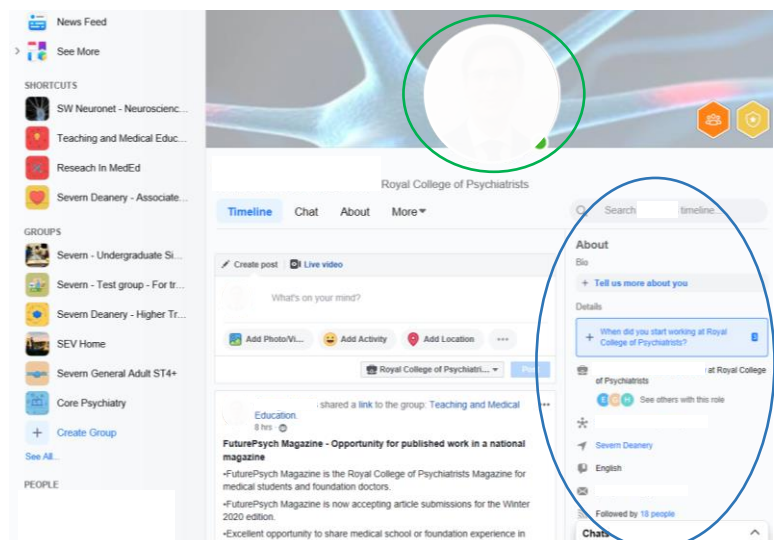 News Feed
See More
SHORTCUTS
SW Neuronet - Neuroscienc...
Teaching and Medical Educ...
Reseach In MedEd
Severn Deanery - Associate...
GROUPS
Severn - Undergraduate Si...
Severn - Test group - For tr...
Severn Deanery - Higher Tr...
SEV Home
Severn General Adult ST4+
Core Psychiatry
+ Create Group
See All...
PEOPLE
Royal College of Psychiatrists
Timeline Chat About More
Create post Live video
What's on your mind?
Add Photo/Vi... Add Activity Add Location ...
Royal College of Psychiatri... Post
shared a link to the group: Teaching and Medical
Education.
8 hrs ·
FuturePsych Magazine - Opportunity for published work in a national
magazine
•FuturePsych Magazine is the Royal College of Psychiatrists Magazine for
medical students and foundation doctors.
•FuturePsych Magazine is now accepting article submissions for the Winter
2020 edition.
•Excellent opportunity to share medical school or foundation experience in
Search timeline...
About
Bio
+ Tell us more about you
Details
+ When did you start working at Royal
College of Psychiatrists?
at Royal College
of Psychiatrists
E C H See others with this role
Severn Deanery
English
Followed by 18 people
Chats